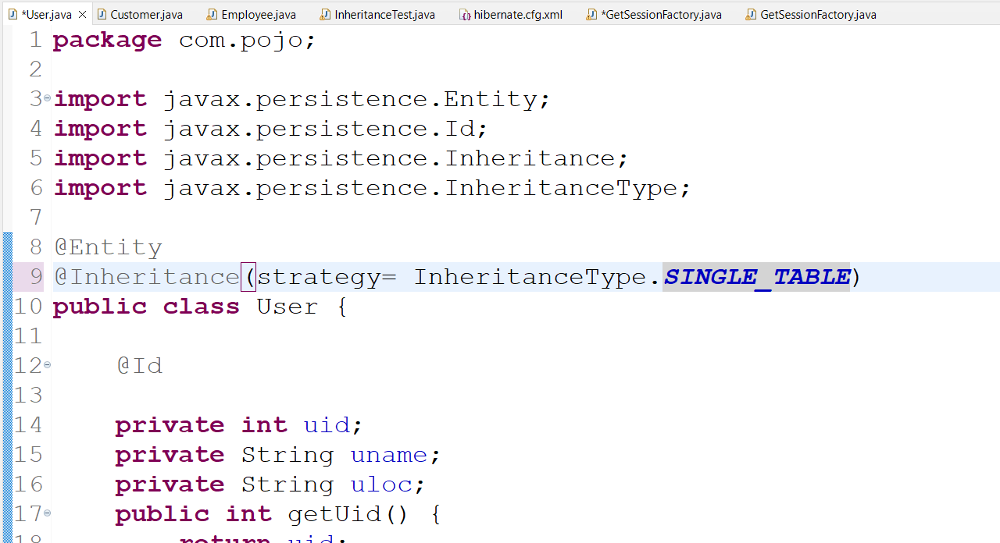 *User.java Customer.java Employee.java InheritanceTest.java hibernate.cfg.xml *GetSessionFactory.java GetSessionFactory.java
1 package com.pojo;
2
3 import javax.persistence.Entity;
4 import javax.persistence.Id;
5 import javax.persistence.Inheritance;
6 import javax.persistence.InheritanceType;
7
8 @Entity
9 @Inheritance(strategy= InheritanceType.SINGLE_TABLE)
10 public class User {
11
12 @Id
13
14 private int uid;
15 private String uname;
16 private String uloc;
17 public int getUid() {
18 return uid;